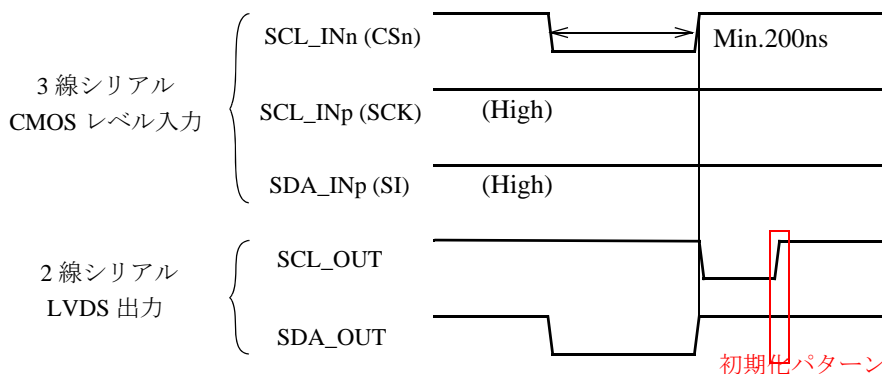 SCL_INn (CSn)
Min.200ns
3 線シリアル
CMOS レベル入力
SCL_INp (SCK)
(High)
SDA_INp (SI)
(High)
2 線シリアル
LVDS 出力
SCL_OUT
SDA_OUT
初期化パターン